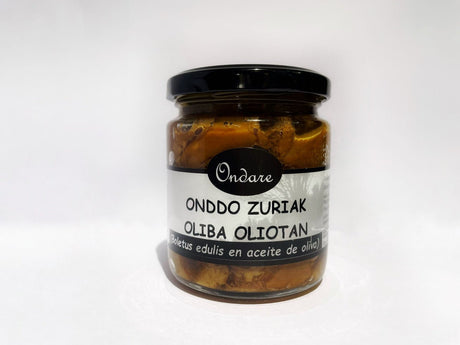 Ondare
ONDDO ZURIAK
OLIBA OLIOTAN
Boletus edulis en aceite de oliva)